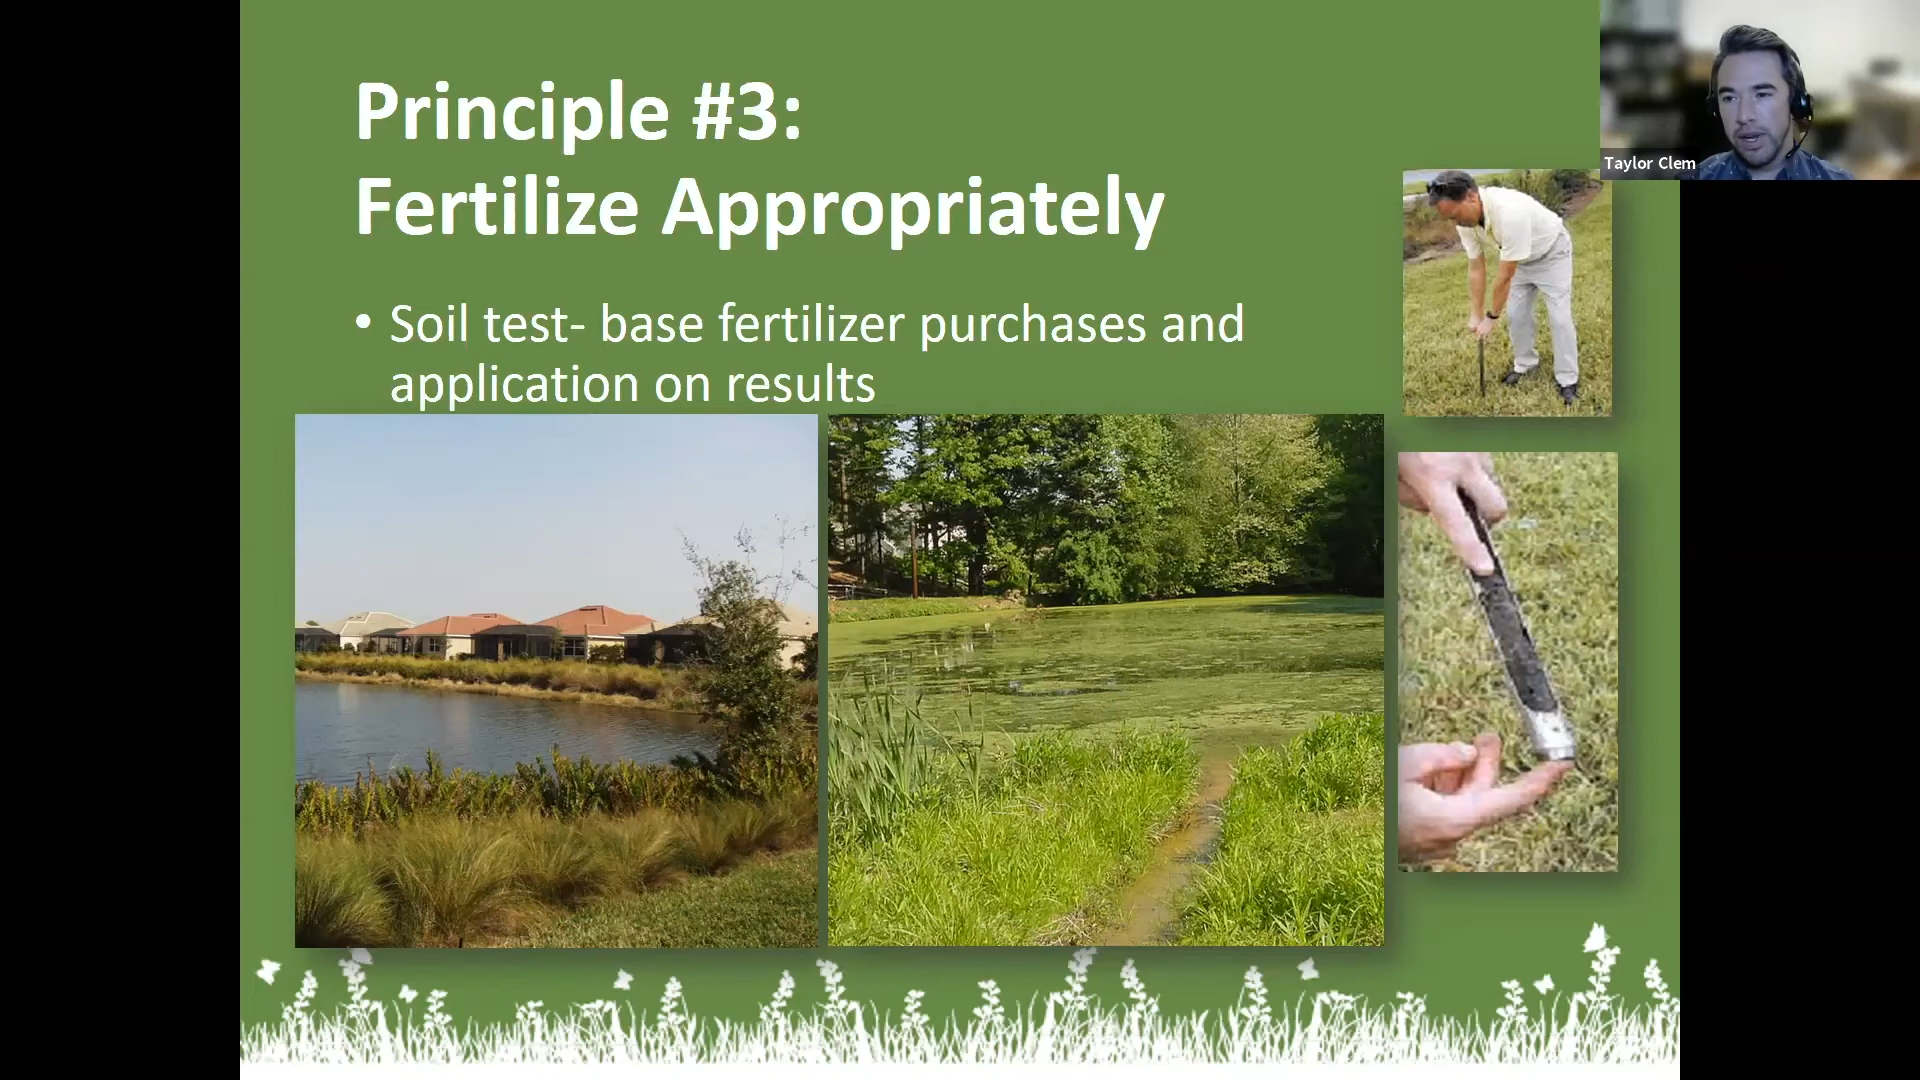 Principle #3:
Fertilize Appropriately
Taylor Clem
• Soil test- base fertilizer purchases and
application on results